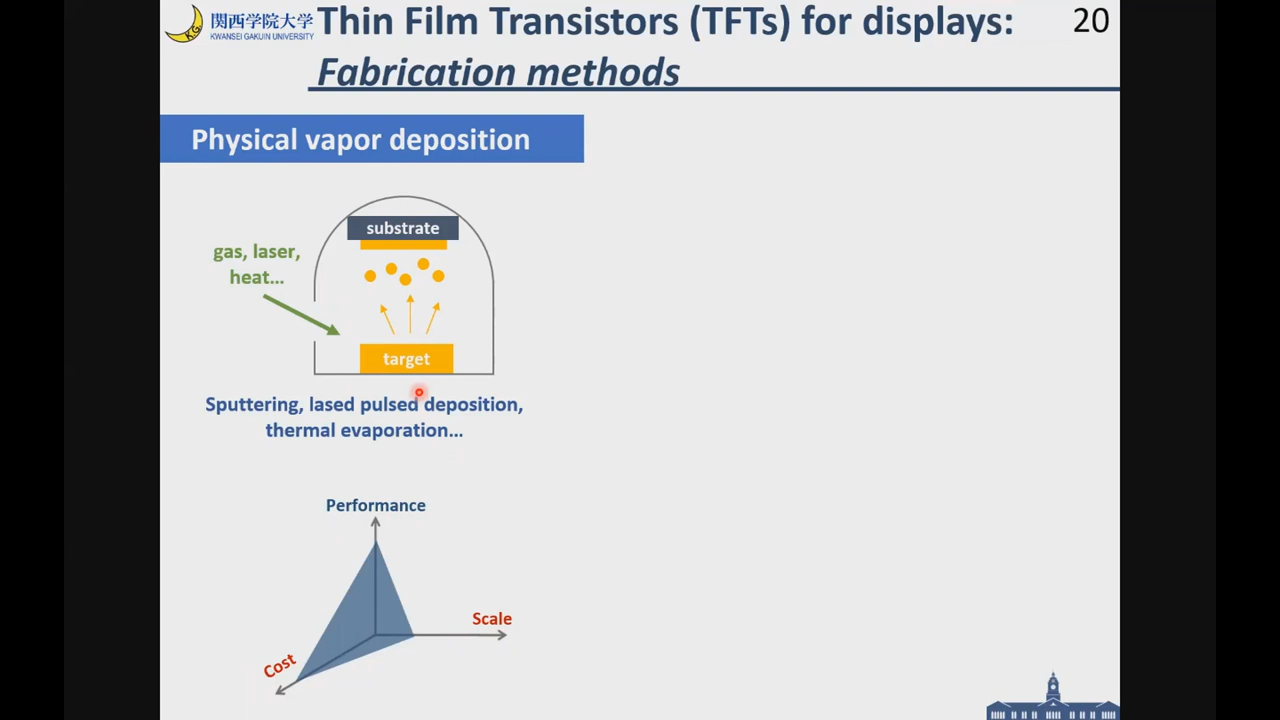 関西学院大学
KWANSEI GAKUIN UNIVERSITY
Thin Film Transistors (TFTs) for displays:
Fabrication methods
20
Physical vapor deposition
substrate
gas, laser,
heat...
target
Sputtering, lased pulsed deposition,
thermal evaporation...
Performance
Scale
Cost